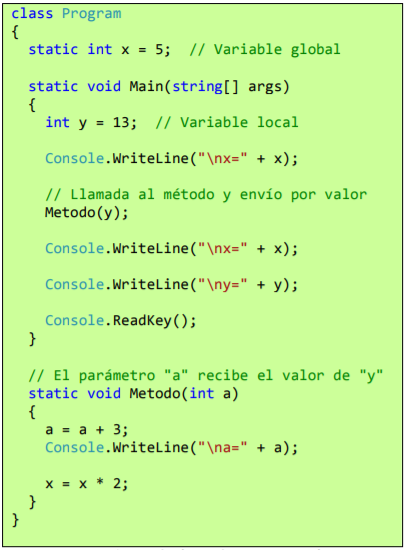 class Program
{
static int x = 5;  // Variable global
static void Main(string[] args)
{
int y = 13;  // Variable local
Console.WriteLine("\nx=" + x);
// Llamada al método y envío por valor
Metodo(y);
Console.WriteLine("\nx=" + x);
Console.WriteLine("\ny=" + y);
Console.ReadKey();
}
// El parámetro "a" recibe el valor de "y"
static void Metodo(int a)
{
a = a + 3;
Console.WriteLine("\na=" + a);
x = x * 2;
}
}